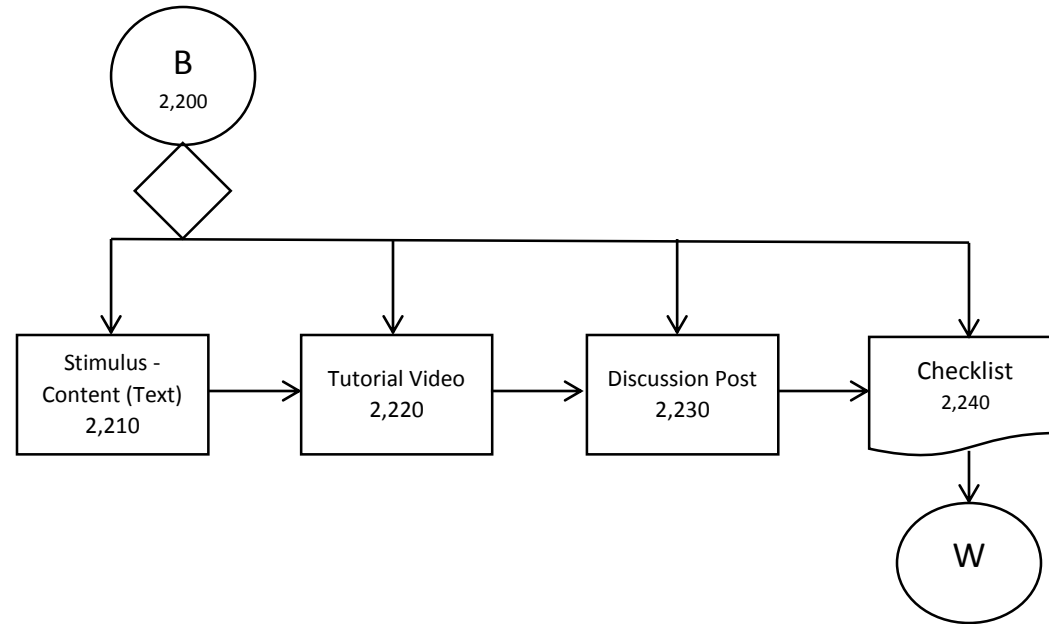 B
2,200
Stimulus -
Content (Text)
2,210
Tutorial Video
2,220
Discussion Post
2,230
Checklist
2,240
W